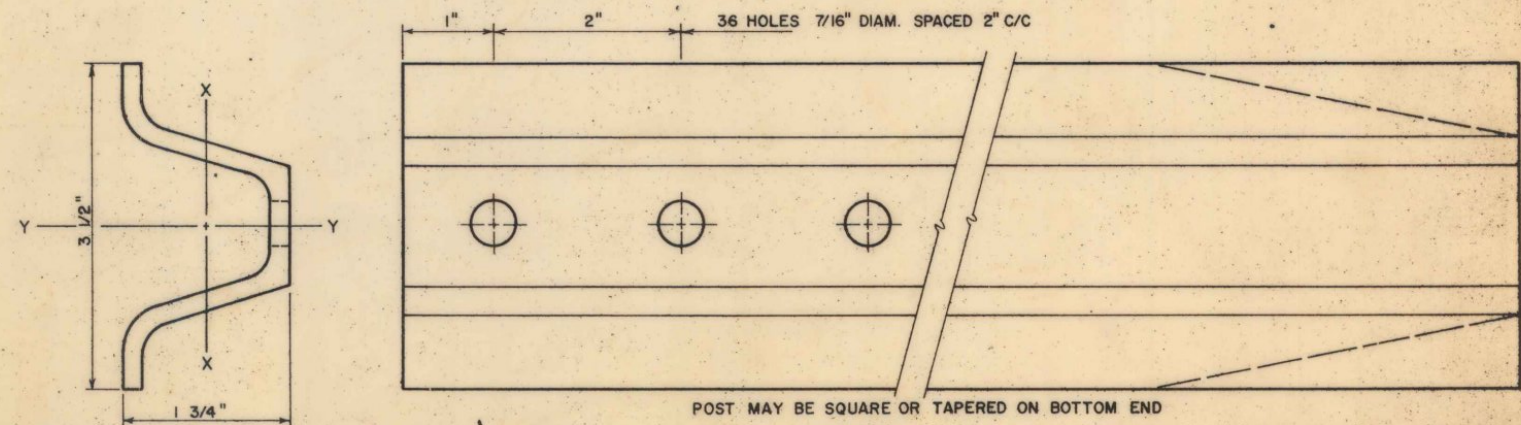 1" 2" 36 HOLES 7/16" DIAM. SPACED 2" C/C
X
Y Y
3 1/2"
X
1 3/4"
POST MAY BE SQUARE OR TAPERED ON BOTTOM END